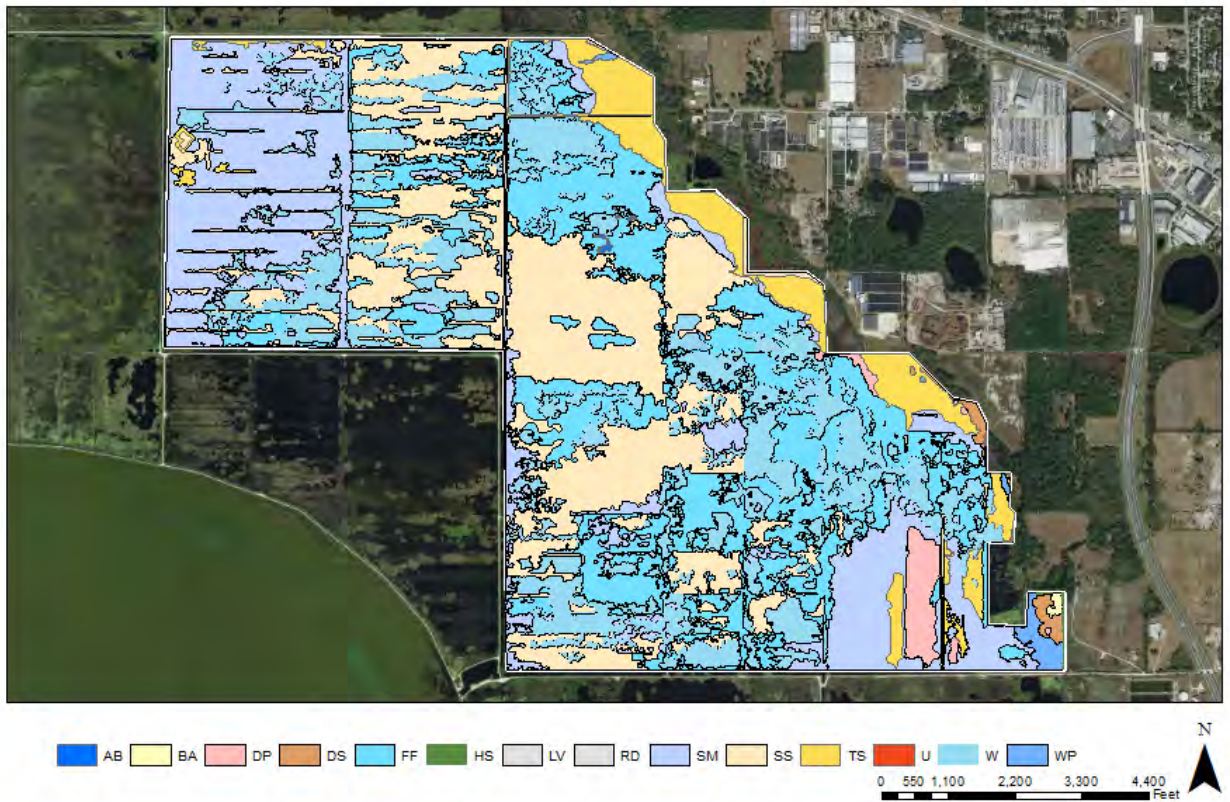 N
AB BA DP DS FF HS LV RD SM SS TS U W WP
0 550 1,100 2,200 3,300 4,400
Feet